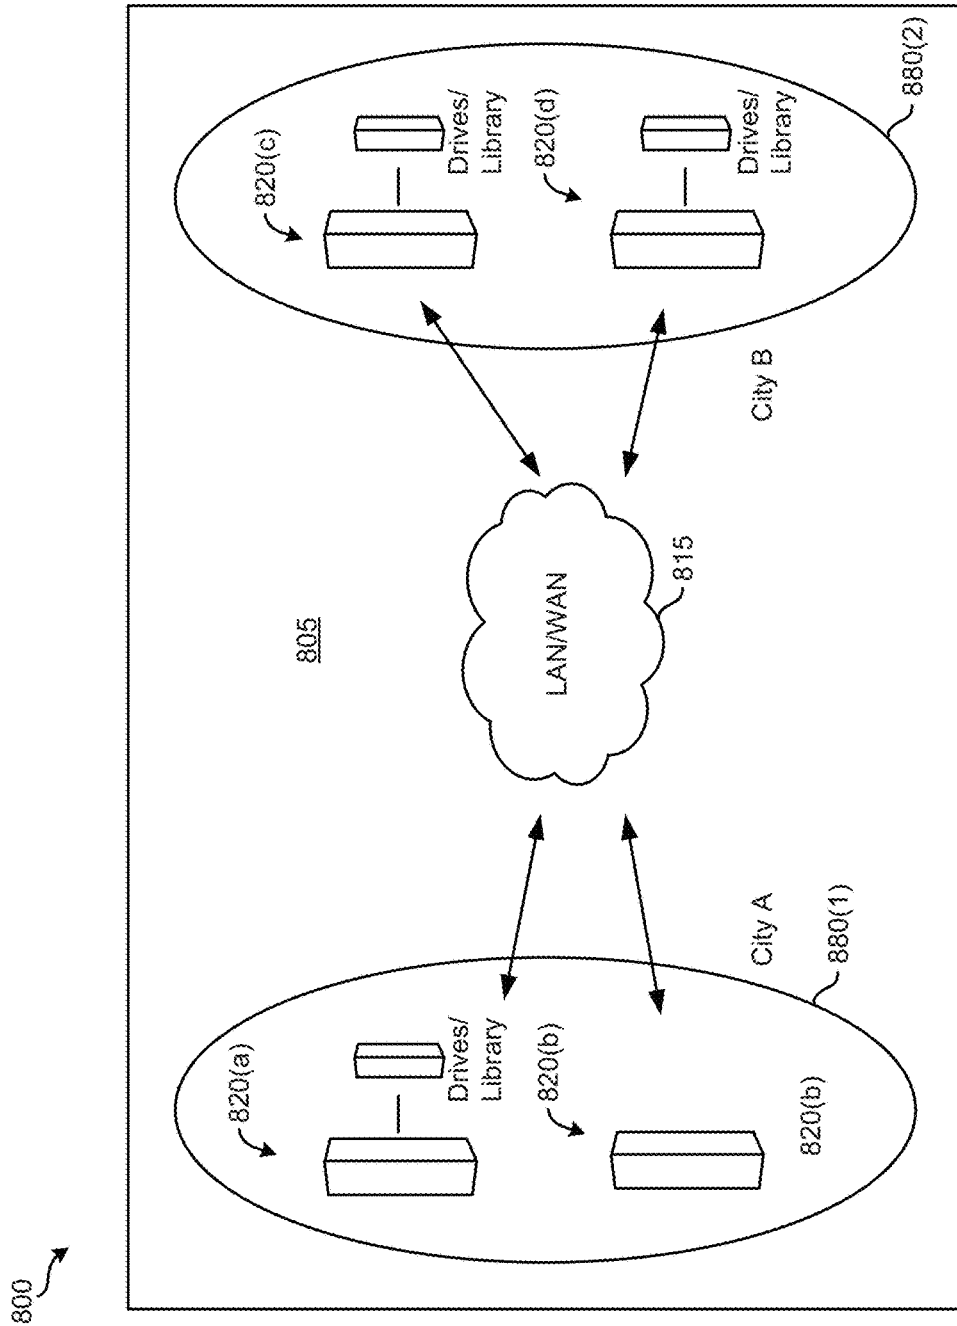 800
805
820(a)
Drives/
Library
820(b)
820(b)
City A
880(1)
LAN/WAN
815
820(c)
Drives/
Library
820(d)
Drives/
Library
City B
880(2)